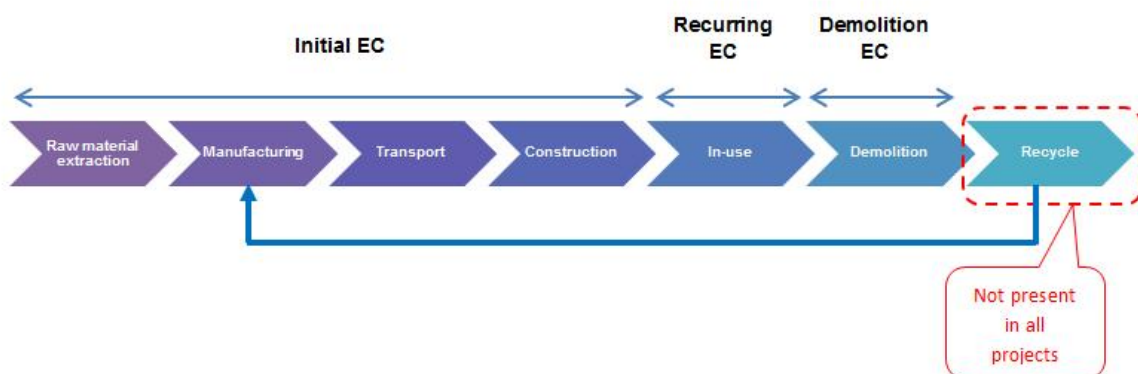 Initial EC
Recurring
EC
Demolition
EC
Raw material
extraction
Manufacturing
Transport
Construction
In-use
Demolition
Recycle
Not present
in all
projects